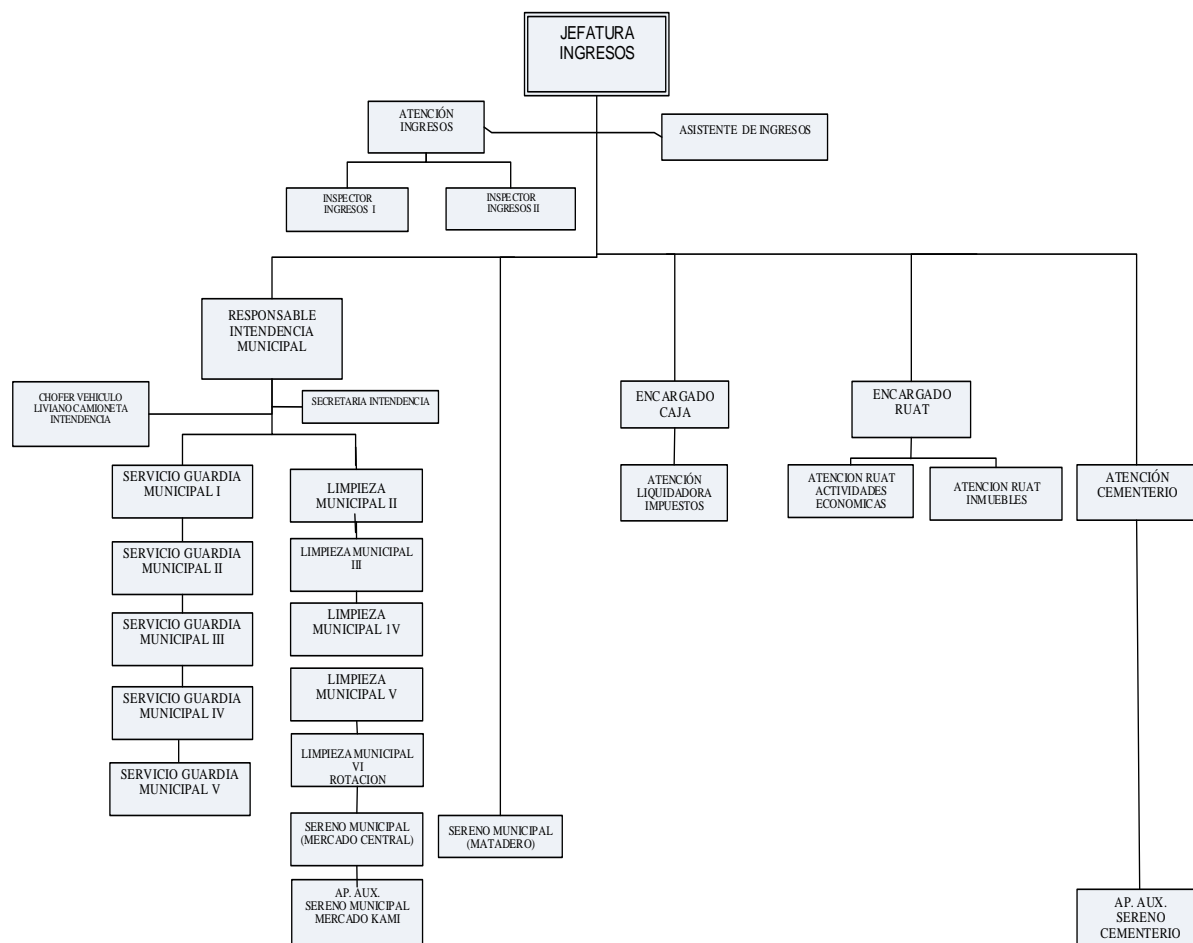 JEFATURA
INGRESOS
ATENCIÓN
INGRESOS
ASISTENTE DE INGRESOS
INSPECTOR
INGRESOS I
INSPECTOR
INGRESOS II
RESPONSABLE
INTENDENCIA
MUNICIPAL
CHOFER VEHICULO
LIVIANO CAMIONETA
INTENDENCIA
SECRETARIA INTENDENCIA
ENCARGADO
CAJA
ENCARGADO
RUAT
SERVICIO GUARDIA
MUNICIPAL I
LIMPIEZA
MUNICIPAL II
ATENCIÓN
LIQUIDADORA
IMPUESTOS
ATENCION RUAT
ACTIVIDADES
ECONOMICAS
ATENCION RUAT
INMUEBLES
ATENCIÓN
CEMENTERIO
SERVICIO GUARDIA
MUNICIPAL II
LIMPIEZA MUNICIPAL
III
SERVICIO GUARDIA
MUNICIPAL III
LIMPIEZA
MUNICIPAL 1V
SERVICIO GUARDIA
MUNICIPAL IV
LIMPIEZA
MUNICIPAL V
SERVICIO GUARDIA
MUNICIPAL V
LIMPIEZA MUNICIPAL
VI
ROTACION
SERENO MUNICIPAL
(MERCADO CENTRAL)
SERENO MUNICIPAL
(MATADERO)
AP. AUX.
SERENO MUNICIPAL
MERCADO KAMI
AP. AUX.
SERENO
CEMENTERIO